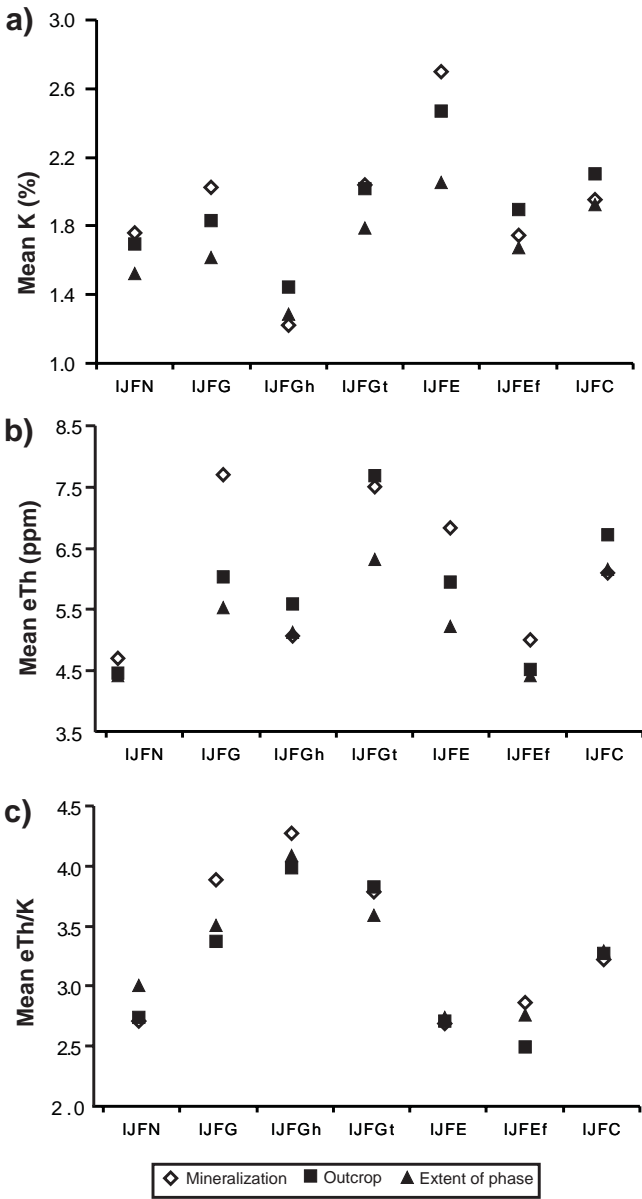 a)
Mean K (%)
3.0
2.6
2.2
1.8
1.4
1.0
IJFN IJFG IJFGh IJFGt IJFE IJFEf IJFC
b)
Mean eTh (ppm)
8.5
7.5
6.5
5.5
4.5
3.5
IJFN IJFG IJFGh IJFGt IJFE IJFEf IJFC
c)
Mean eTh/K
4.5
4.0
3.5
3.0
2.5
2.0
IJFN IJFG IJFGh IJFGt IJFE IJFEf IJFC
Mineralization Outcrop Extent of phase